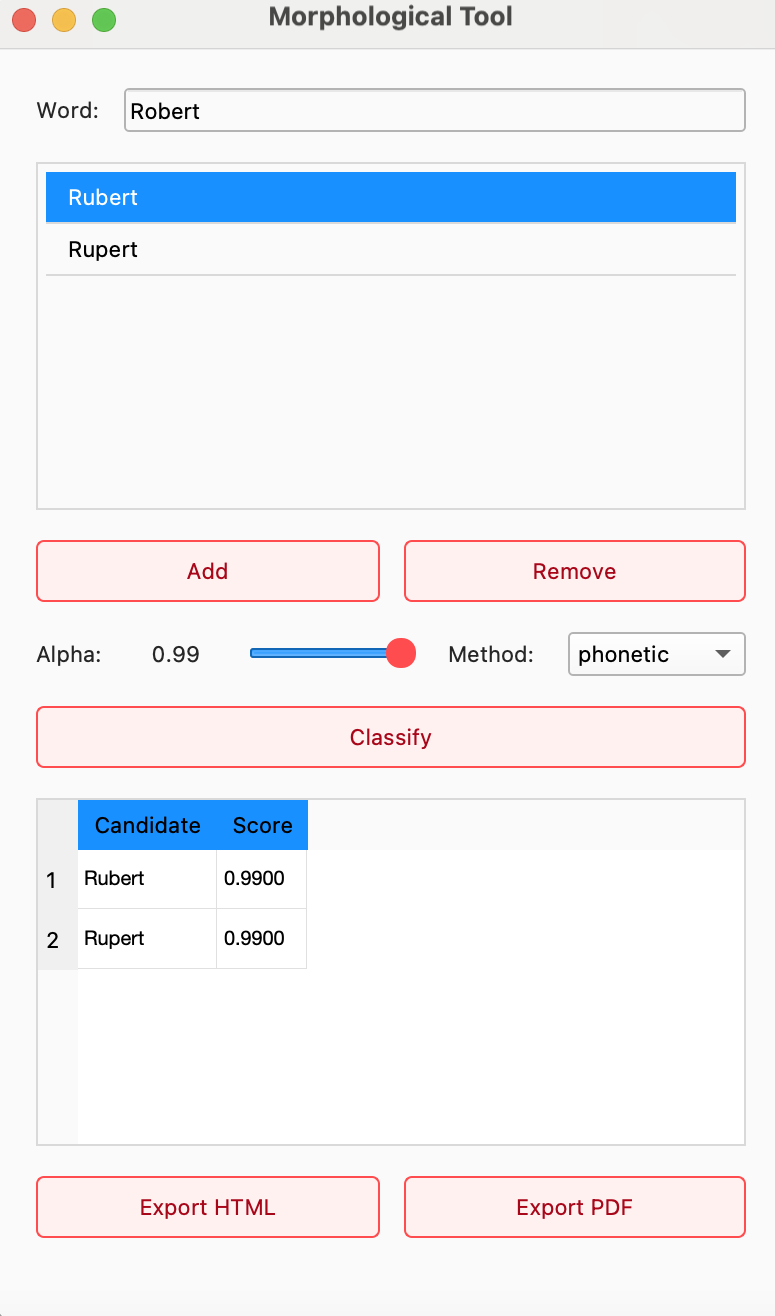 Morphological Tool
Word: Robert
Rubert
Rupert
Add Remove
Alpha: 0.99 Method: phonetic
Classify
Candidate Score
1 Rubert 0.9900
2 Rupert 0.9900
Export HTML Export PDF